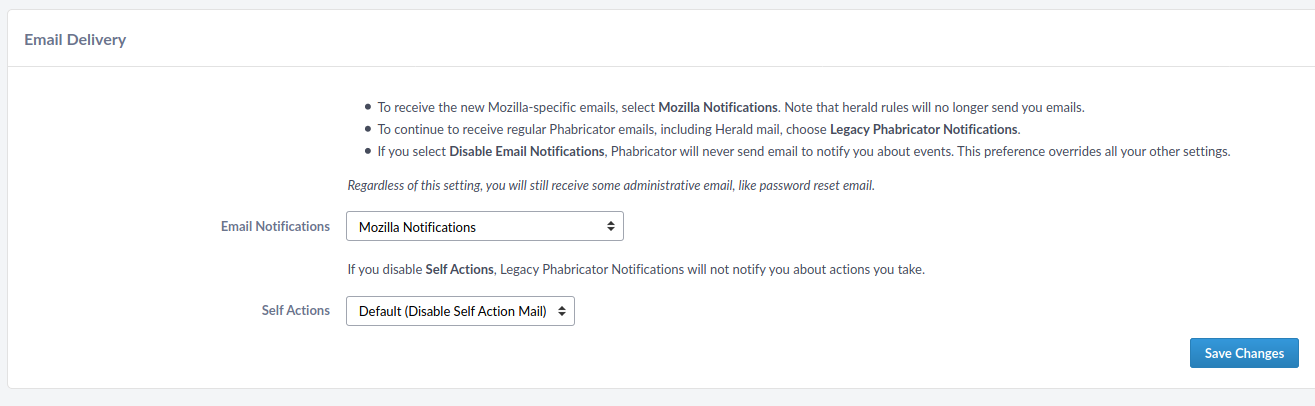 Email Delivery
To receive the new Mozilla-specific emails, select Mozilla Notifications. Note that herald rules will no longer send you emails.
To continue to receive regular Phabricator emails, including Herald mail, choose Legacy Phabricator Notifications.
If you select Disable Email Notifications, Phabricator will never send email to notify you about events. This preference overrides all your other settings.
Regardless of this setting, you will still receive some administrative email, like password reset email.
Email Notifications Mozilla Notifications
If you disable Self Actions, Legacy Phabricator Notifications will not notify you about actions you take.
Self Actions Default (Disable Self Action Mail)
Save Changes